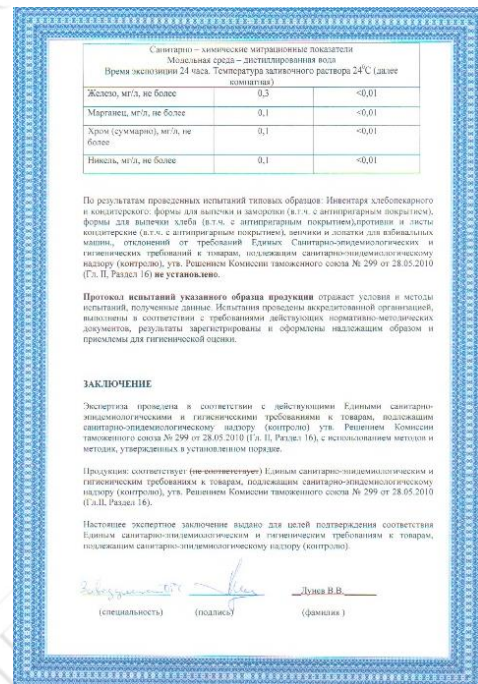 Санитарно – химические миграционные показатели
Модельная среда – дистиллированная вода
Время экспозиции 24 часа. Температура заливочного раствора 24°С (далее
комнатная)
Железо, мг/л, не более 0,3 <0,01
Марганец, мг/л, не более 0,1 <0,01
Хром (суммарно), мг/л, не 0,1 <0,01
более
Никель, мг/л, не более 0,1 <0,01
По результатам проведенных испытаний типовых образцов: Инвентаря хлебопекарного
и кондитерского: формы для выпечки и заморозки (в.т.ч. с антипригарным покрытием),
формы для выпечки хлеба (в.т.ч. с антипригарным покрытием),противни и листы
кондитерские (в.т.ч. с антипригарным покрытием), венчики и лопатки для взбивальных
машин., отклонений от требований Единых Санитарно-эпидемиологических и
гигиенических требований к товарам, подлежащим санитарно-эпидемиологическому
надзору (контролю), утв. Решением Комиссии таможенного союза № 299 от 28.05.2010
(Гл. II, Раздел 16) не установлено.
Протокол испытаний указанного образца продукции отражает условия и методы
испытаний, полученные данные. Испытания проведены аккредитованной организацией,
выполнены в соответствии с требованиями действующих нормативно-методических
документов, результаты зарегистрированы и оформлены надлежащим образом и
приемлемы для гигиенической оценки.
ЗАКЛЮЧЕНИЕ
Экспертиза проведена в соответствии с действующими Едиными санитарно-
эпидемиологическими и гигиеническими требованиями к товарам, подлежащим
санитарно-эпидемиологическому надзору (контролю) утв. Решением Комиссии
таможенного союза № 299 от 28.05.2010 (Гл. II, Раздел 16), с использованием методов и
методик, утвержденных в установленном порядке.
Продукция: соответствует (не соответствует) Единым санитарно-эпидемиологическим и
гигиеническим требованиям к товарам, подлежащим санитарно-эпидемиологическому
надзору (контролю), утв. Решением Комиссии таможенного союза № 299 от 28.05.2010
(Гл.II, Раздел 16).
Настоящее экспертное заключение выдано для целей подтверждения соответствия
Единым санитарно-эпидемиологическим и гигиеническим требованиям к товарам,
подлежащим санитарно-эпидемиологическому надзору (контролю).
Лунев В.В.
(специальность) (подпись) (фамилия )